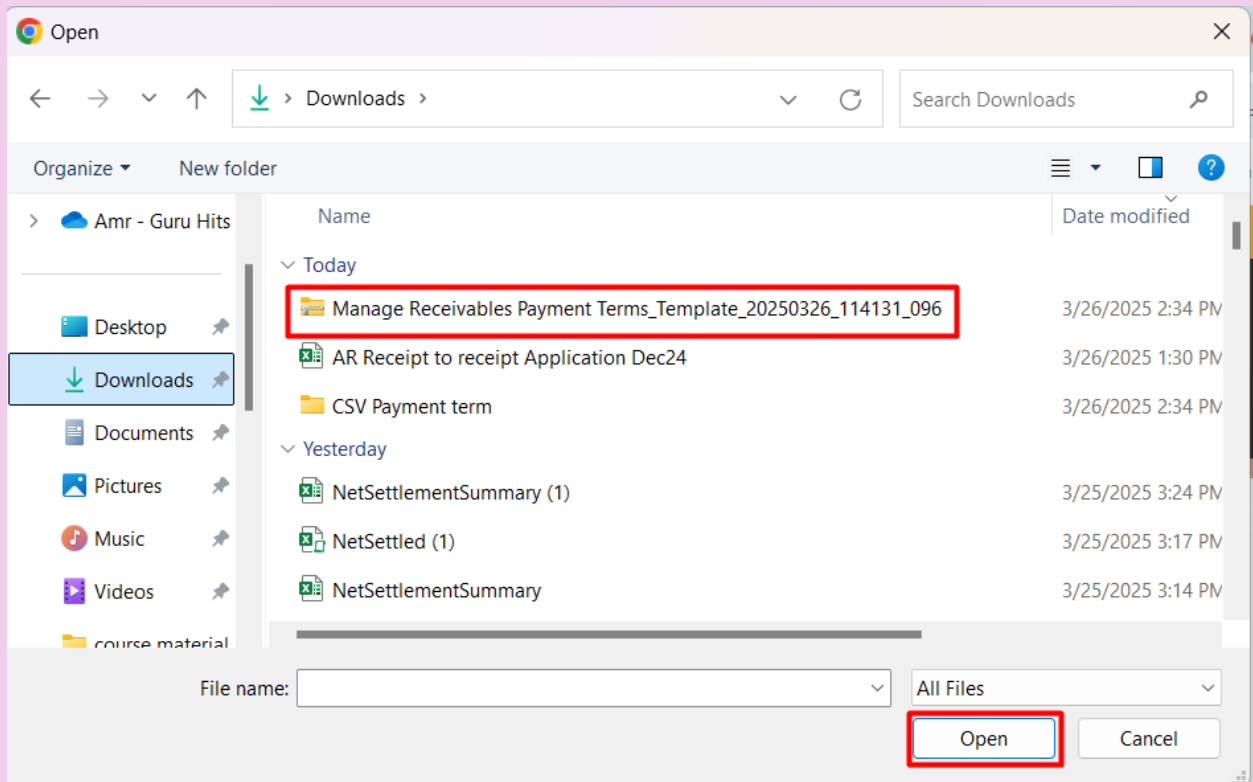 Open
Downloads
Search Downloads
Organize
New folder
?
Amr - Guru Hits
Name
Date modified
Today
Manage Receivables Payment Terms_Template_20250326_114131_096
3/26/2025 2:34 PM
Desktop
AR Receipt to receipt Application Dec24
3/26/2025 1:30 PM
Downloads
CSV Payment term
3/26/2025 2:34 PM
Documents
Yesterday
Pictures
NetSettlementSummary (1)
3/25/2025 3:24 PM
Music
NetSettled (1)
3/25/2025 3:17 PM
Videos
NetSettlementSummary
3/25/2025 3:14 PM
course material
File name:
All Files
Open
Cancel